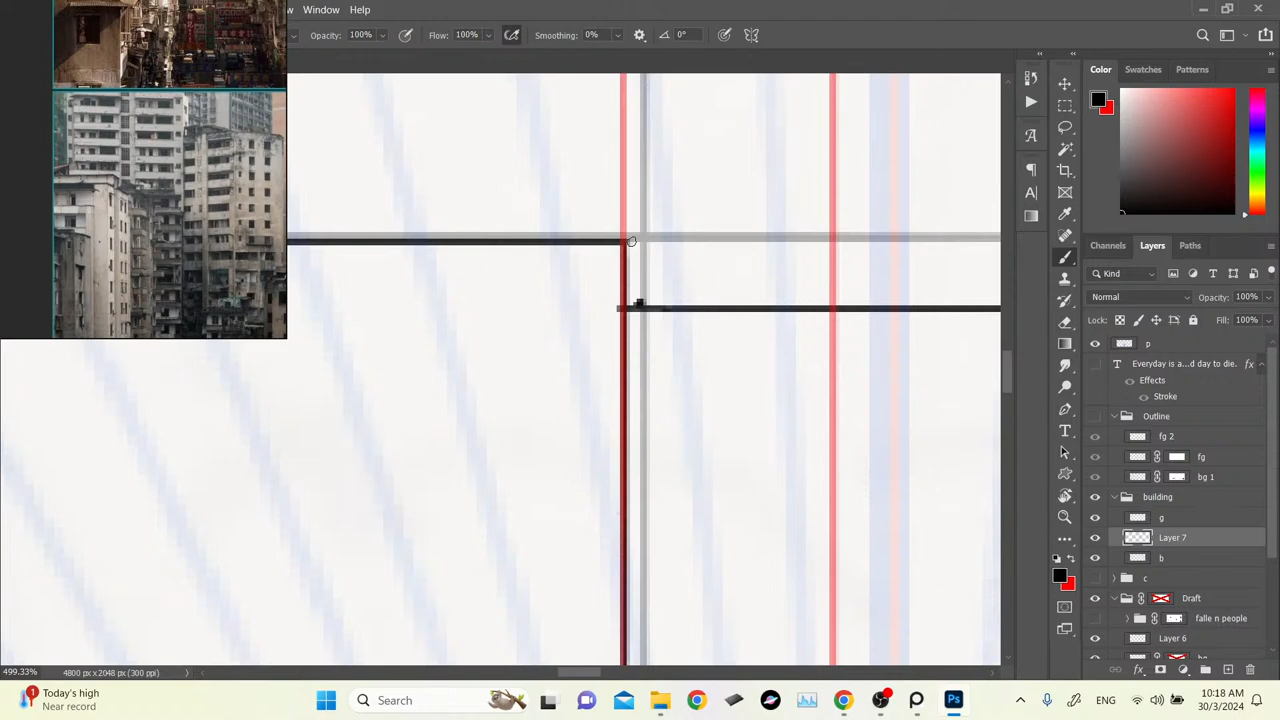 Window Help
Opacity: 100% Flow: 100% Smoothing: 0% 0°
Color Swatches Patterns
Channels Layers Paths
Kind
Normal Opacity: 100%
Lock: Fill: 100%
p
T Everyday is a...d day to die. fx
Effects
Stroke
Outline
fg 2
fg
bg 1
building
g
Layer 7
b
c
Draft
falle n people
Layer 6
499.33% 4800 px x 2048 px (300 ppi)
1 Today's high
Near record
Search
ENG
10:18 AM
30/3/2024